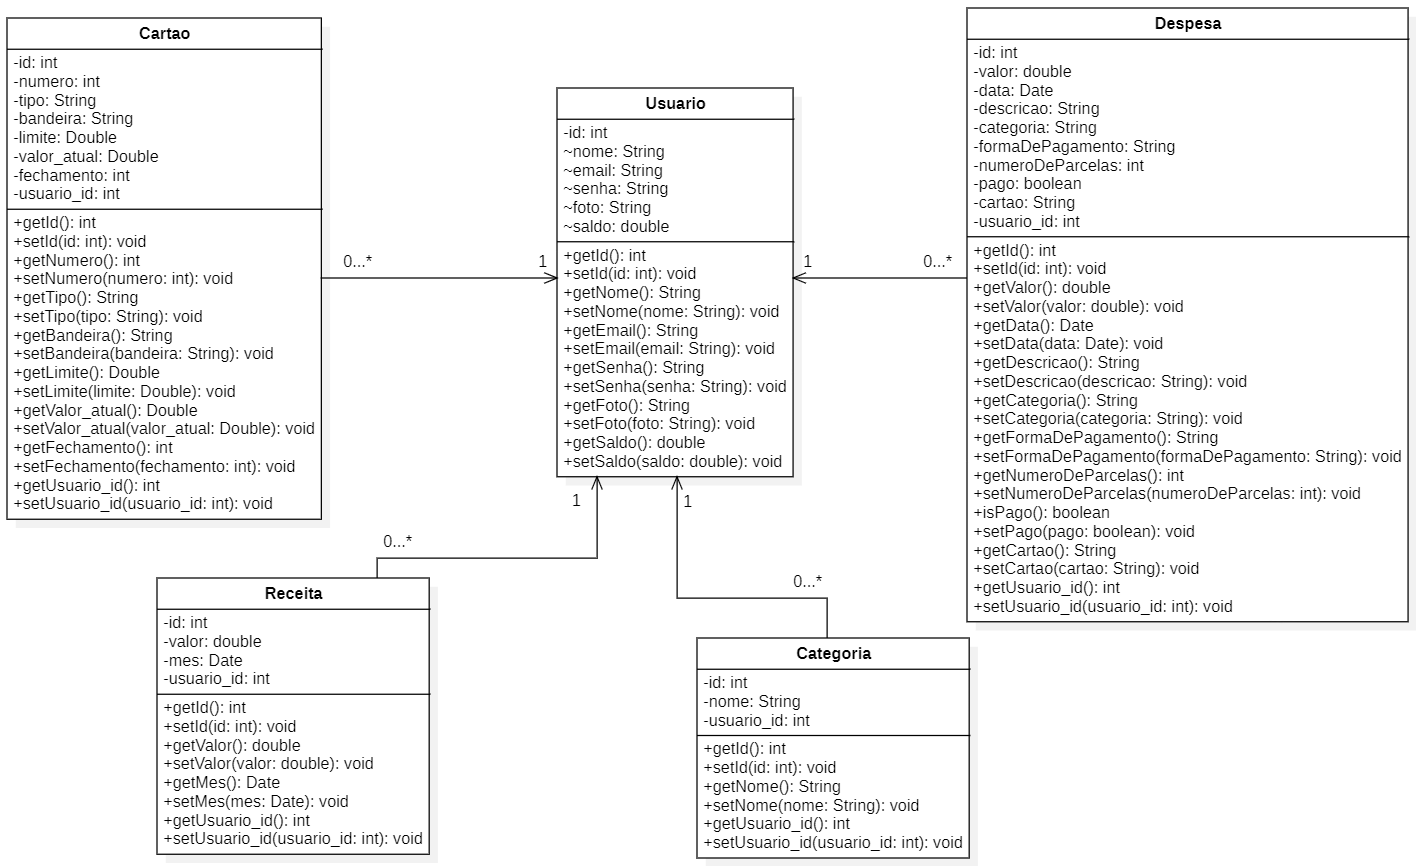 Cartao
-id: int
-numero: int
-tipo: String
-bandeira: String
-limite: Double
-valor_atual: Double
-fechamento: int
-usuario_id: int
+getId(): int
+setId(id: int): void
+getNumero(): int
+setNumero(numero: int): void
+getTipo(): String
+setTipo(tipo: String): void
+getBandeira(): String
+setBandeira(bandeira: String): void
+getLimite(): Double
+setLimite(limite: Double): void
+getValor_atual(): Double
+setValor_atual(valor_atual: Double): void
+getFechamento(): int
+setFechamento(fechamento: int): void
+getUsuario_id(): int
+setUsuario_id(usuario_id: int): void
0...*
1
Usuario
-id: int
~nome: String
~email: String
~senha: String
~foto: String
~saldo: double
+getId(): int
+setId(id: int): void
+getNome(): String
+setNome(nome: String): void
+getEmail(): String
+setEmail(email: String): void
+getSenha(): String
+setSenha(senha: String): void
+getFoto(): String
+setFoto(foto: String): void
+getSaldo(): double
+setSaldo(saldo: double): void
1
0...*
Despesa
-id: int
-valor: double
-data: Date
-descricao: String
-categoria: String
-formaDePagamento: String
-numeroDeParcelas: int
-pago: boolean
-cartao: String
-usuario_id: int
+getId(): int
+setId(id: int): void
+getValor(): double
+setValor(valor: double): void
+getData(): Date
+setData(data: Date): void
+getDescricao(): String
+setDescricao(descricao: String): void
+getCategoria(): String
+setCategoria(categoria: String): void
+getFormaDePagamento(): String
+setFormaDePagamento(formaDePagamento: String): void
+getNumeroDeParcelas(): int
+setNumeroDeParcelas(numeroDeParcelas: int): void
+isPago(): boolean
+setPago(pago: boolean): void
+getCartao(): String
+setCartao(cartao: String): void
+getUsuario_id(): int
+setUsuario_id(usuario_id: int): void
1
0...*
Receita
-id: int
-valor: double
-mes: Date
-usuario_id: int
+getId(): int
+setId(id: int): void
+getValor(): double
+setValor(valor: double): void
+getMes(): Date
+setMes(mes: Date): void
+getUsuario_id(): int
+setUsuario_id(usuario_id: int): void
1
0...*
Categoria
-id: int
-nome: String
-usuario_id: int
+getId(): int
+setId(id: int): void
+getNome(): String
+setNome(nome: String): void
+getUsuario_id(): int
+setUsuario_id(usuario_id: int): void